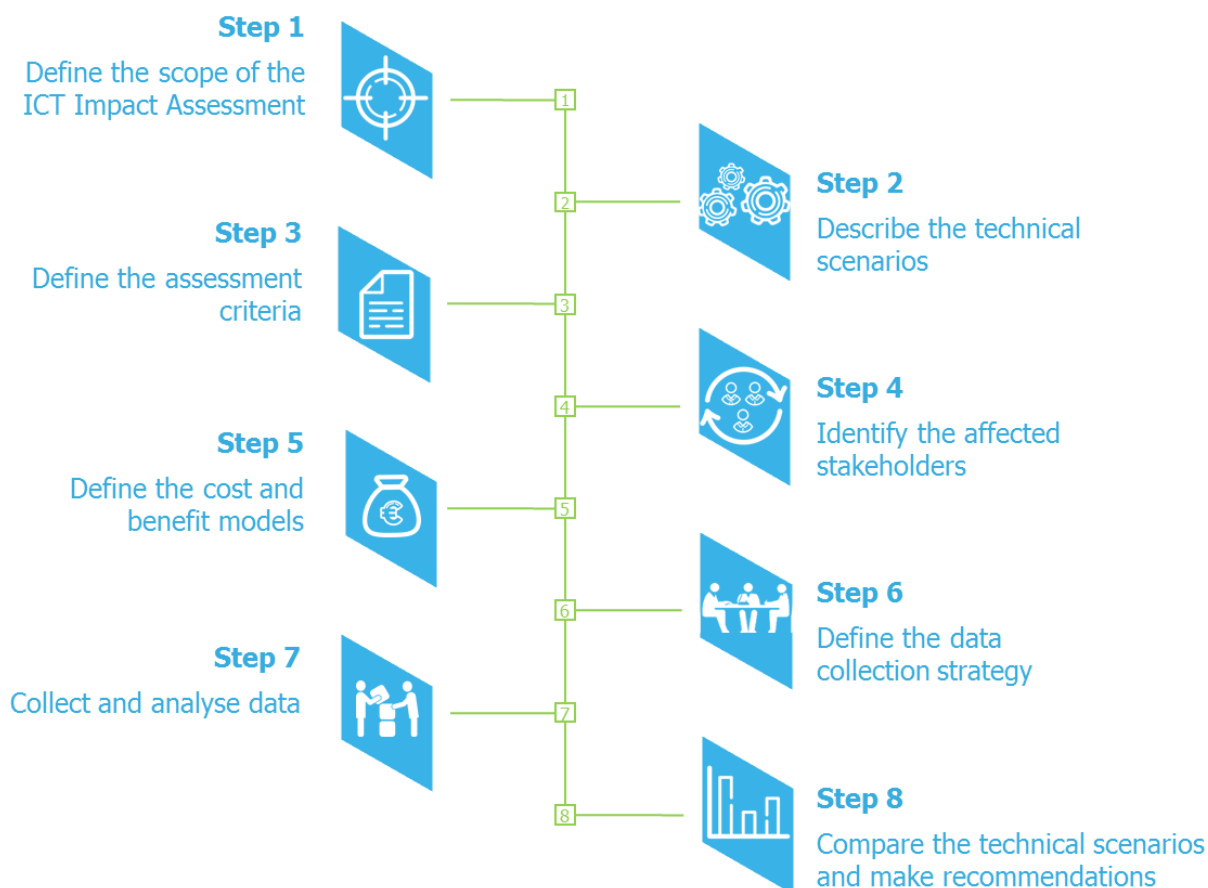 Step 1
Define the scope of the
ICT Impact Assessment
1
Step 2
Describe the technical
scenarios
2
Step 3
Define the assessment
criteria
3
Step 4
Identify the affected
stakeholders
4
Step 5
Define the cost and
benefit models
€
5
Step 6
Define the data
collection strategy
6
Step 7
Collect and analyse data
7
Step 8
Compare the technical scenarios
and make recommendations
8